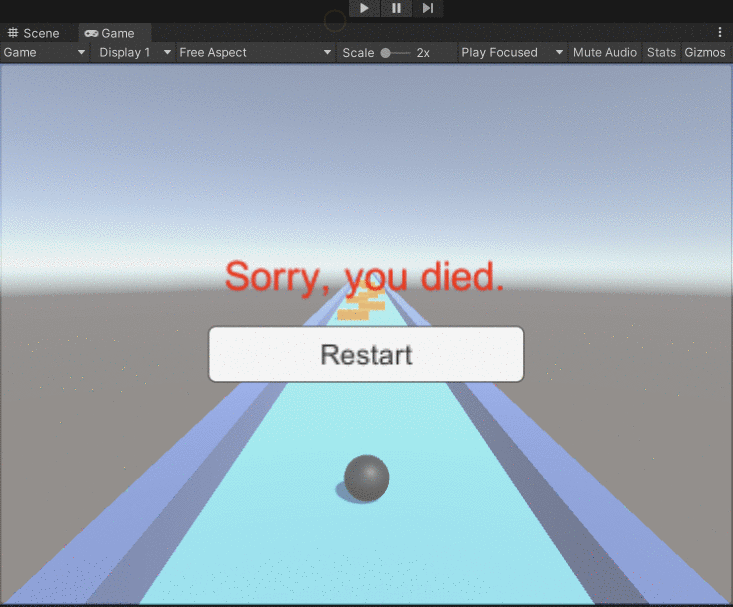 Scene Game
Game Display 1 Free Aspect Scale 2x Play Focused Mute Audio Stats Gizmos
Sorry, you died.
Restart